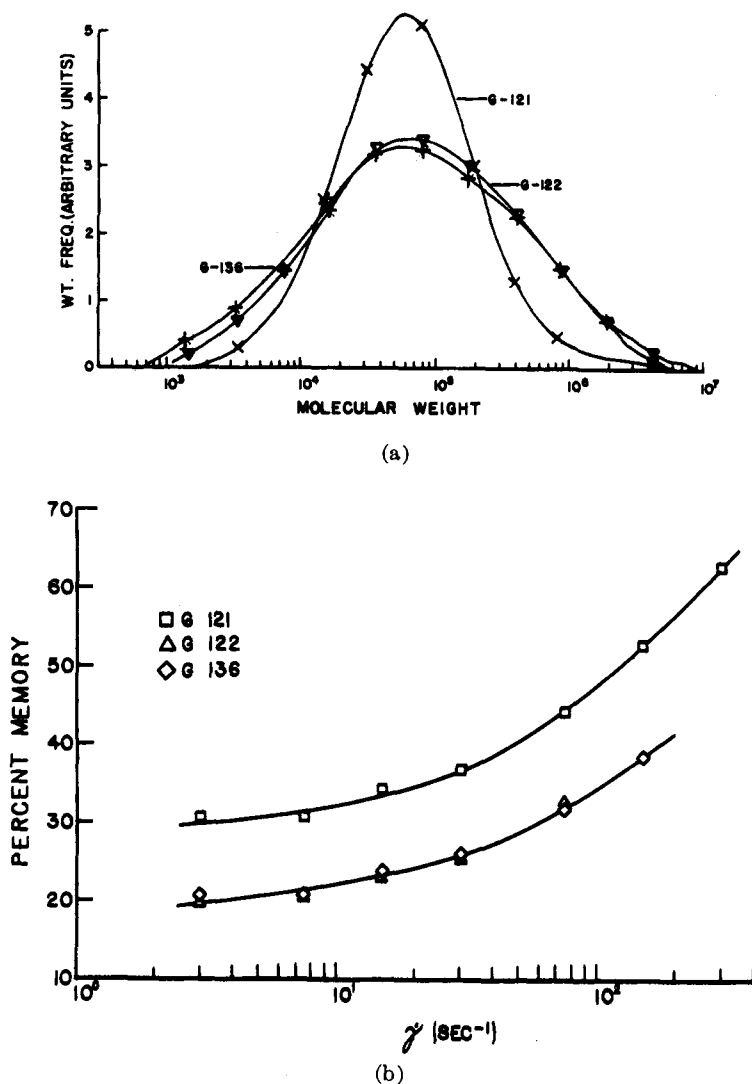 WT. FREQ.(ARBITRARY UNITS)
5
4
3
2
1
0
G-121
G-122
G-136
10³
10⁴
10⁵
10⁶
10⁷
MOLECULAR WEIGHT
(a)
PERCENT MEMORY
70
60
50
40
30
20
10
G 121
G 122
G 136
10⁰
10¹
10²
γ̇ (SEC⁻¹)
(b)